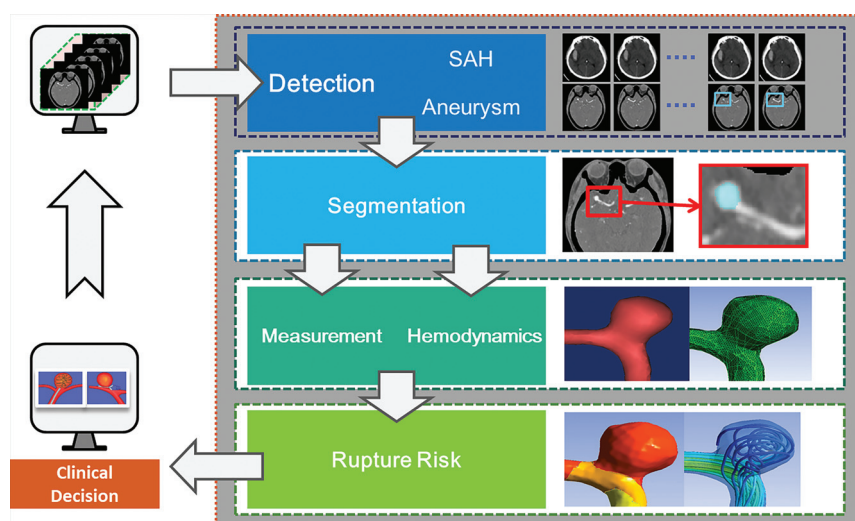 SAH
Detection
Aneurysm
Segmentation
Measurement Hemodynamics
Rupture Risk
Clinical
Decision